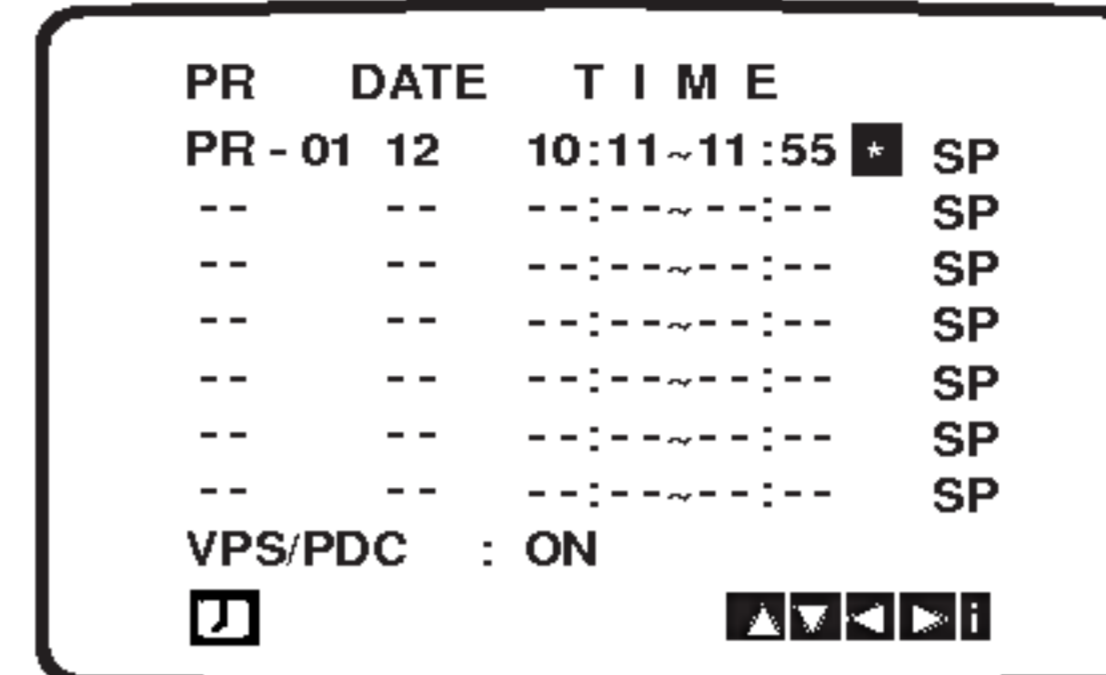 PR DATE TIME
PR - 01 12 10:11~11:55 * SP
-- -- --:--~--:-- SP
-- -- --:--~--:-- SP
-- -- --:--~--:-- SP
-- -- --:--~--:-- SP
-- -- --:--~--:-- SP
-- -- --:--~--:-- SP
VPS/PDC : ON
i